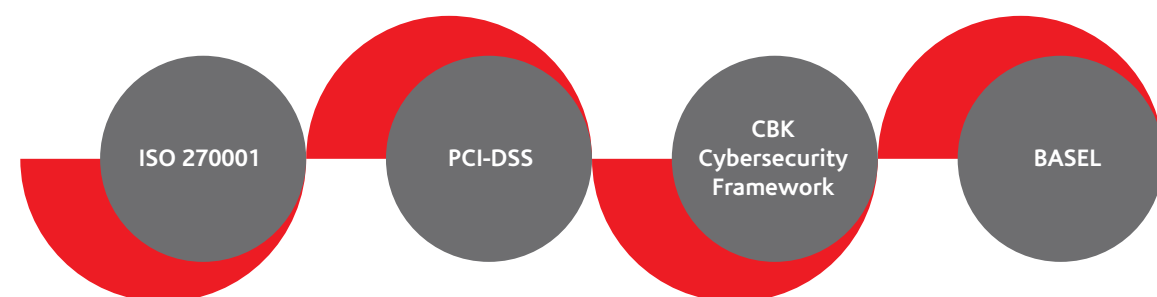 ISO 270001
PCI-DSS
CBK
Cybersecurity
Framework
BASEL